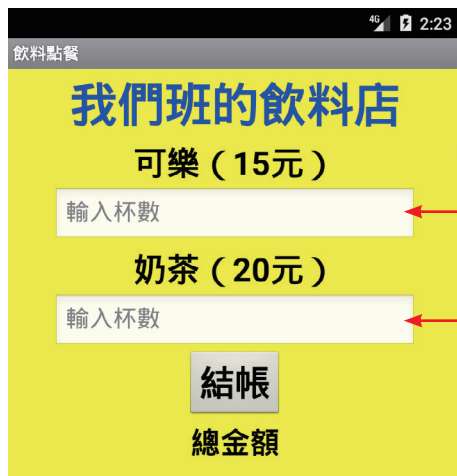 4G 2:23
飲料點餐
我們班的飲料店
可樂（15元）
輸入杯數
奶茶（20元）
輸入杯數
結帳
總金額